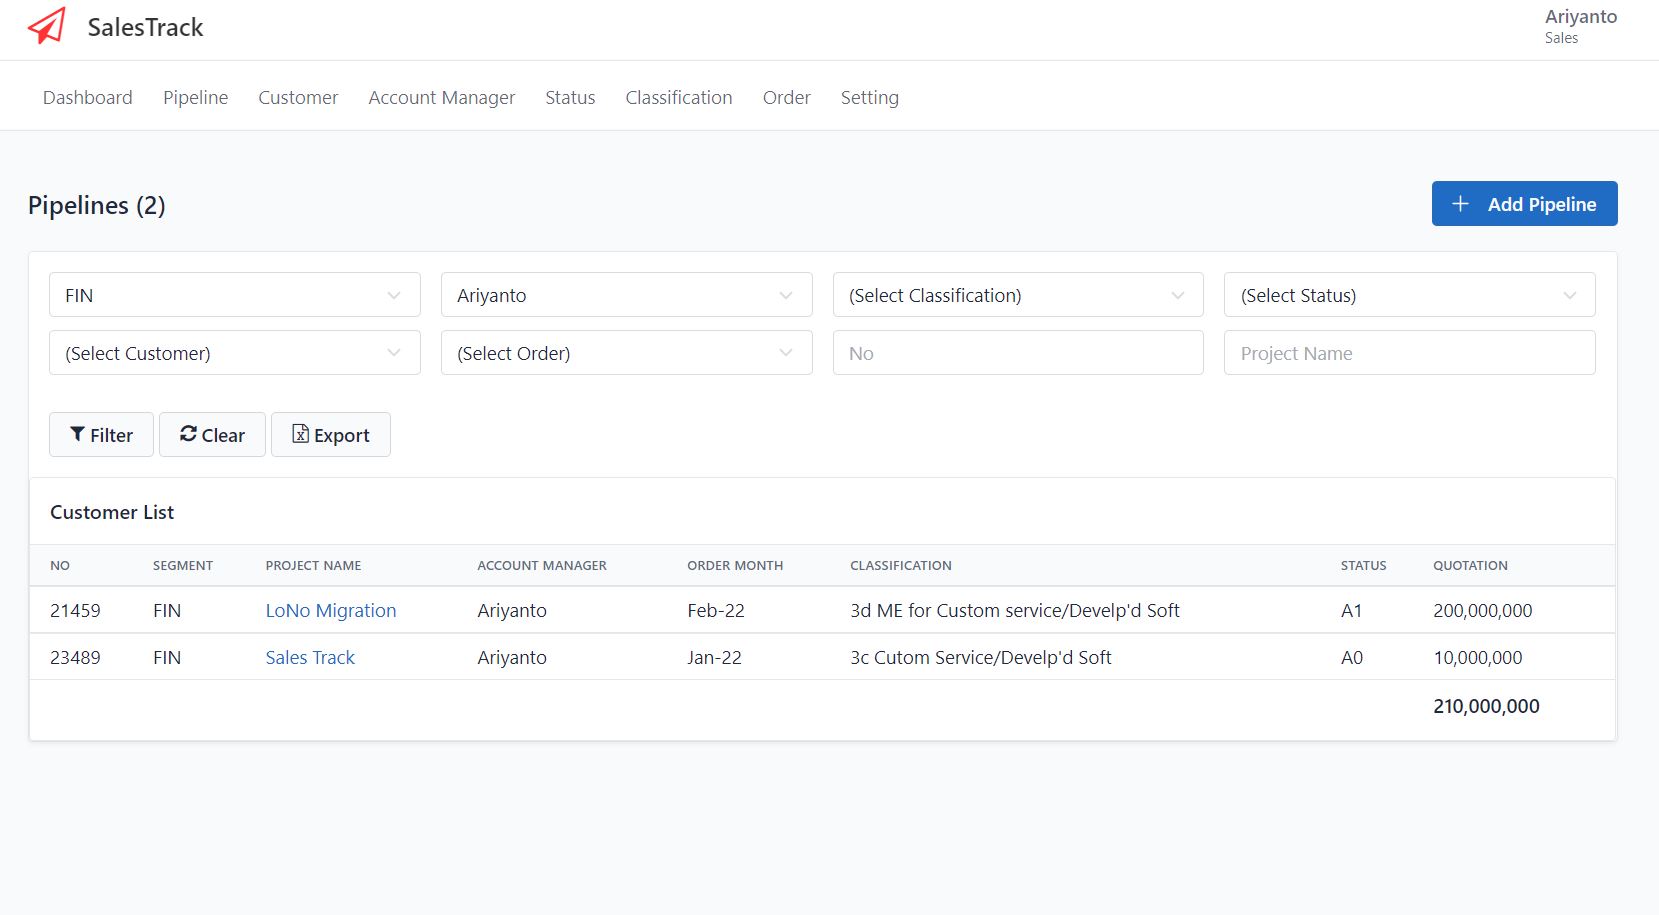 SalesTrack
Ariyanto
Sales
Dashboard Pipeline Customer Account Manager Status Classification Order Setting
Pipelines (2)
Add Pipeline
FIN Ariyanto (Select Classification) (Select Status)
(Select Customer) (Select Order) No Project Name
Filter Clear Export
Customer List
NO SEGMENT PROJECT NAME ACCOUNT MANAGER ORDER MONTH CLASSIFICATION STATUS QUOTATION
21459 FIN LoNo Migration Ariyanto Feb-22 3d ME for Custom service/Develp'd Soft A1 200,000,000
23489 FIN Sales Track Ariyanto Jan-22 3c Cutom Service/Develp'd Soft A0 10,000,000
210,000,000